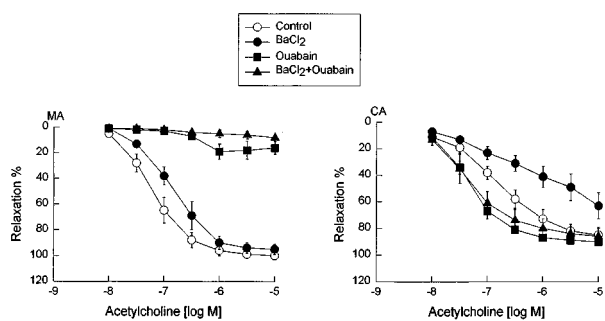 Control
BaCl2
Ouabain
BaCl2+Ouabain
MA
0
20
40
60
80
100
120
Relaxation %
-9
-8
-7
-6
-5
Acetylcholine [log M]
CA
0
20
40
60
80
100
120
Relaxation %
-9
-8
-7
-6
-5
Acetylcholine [log M]